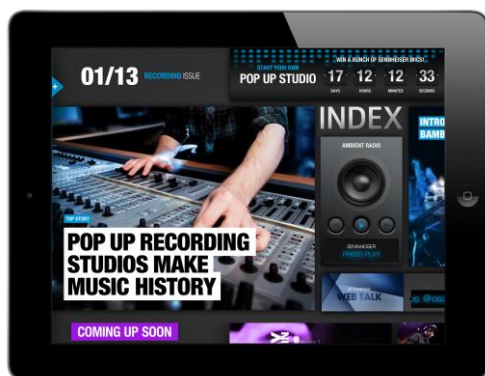 01/13 RECORDING ISSUE
WIN A BUNCH OF SENNHEISER MICS!
START YOUR OWN
POP UP STUDIO
17 12 12 33
DAYS HOURS MINUTES SECONDS
INDEX
INTRO
BAMB
AMBIENT RADIO
TOP STORY
POP UP RECORDING
STUDIOS MAKE
MUSIC HISTORY
SENNHEISER
PRESS PLAY
WEB TALK
COMING UP SOON